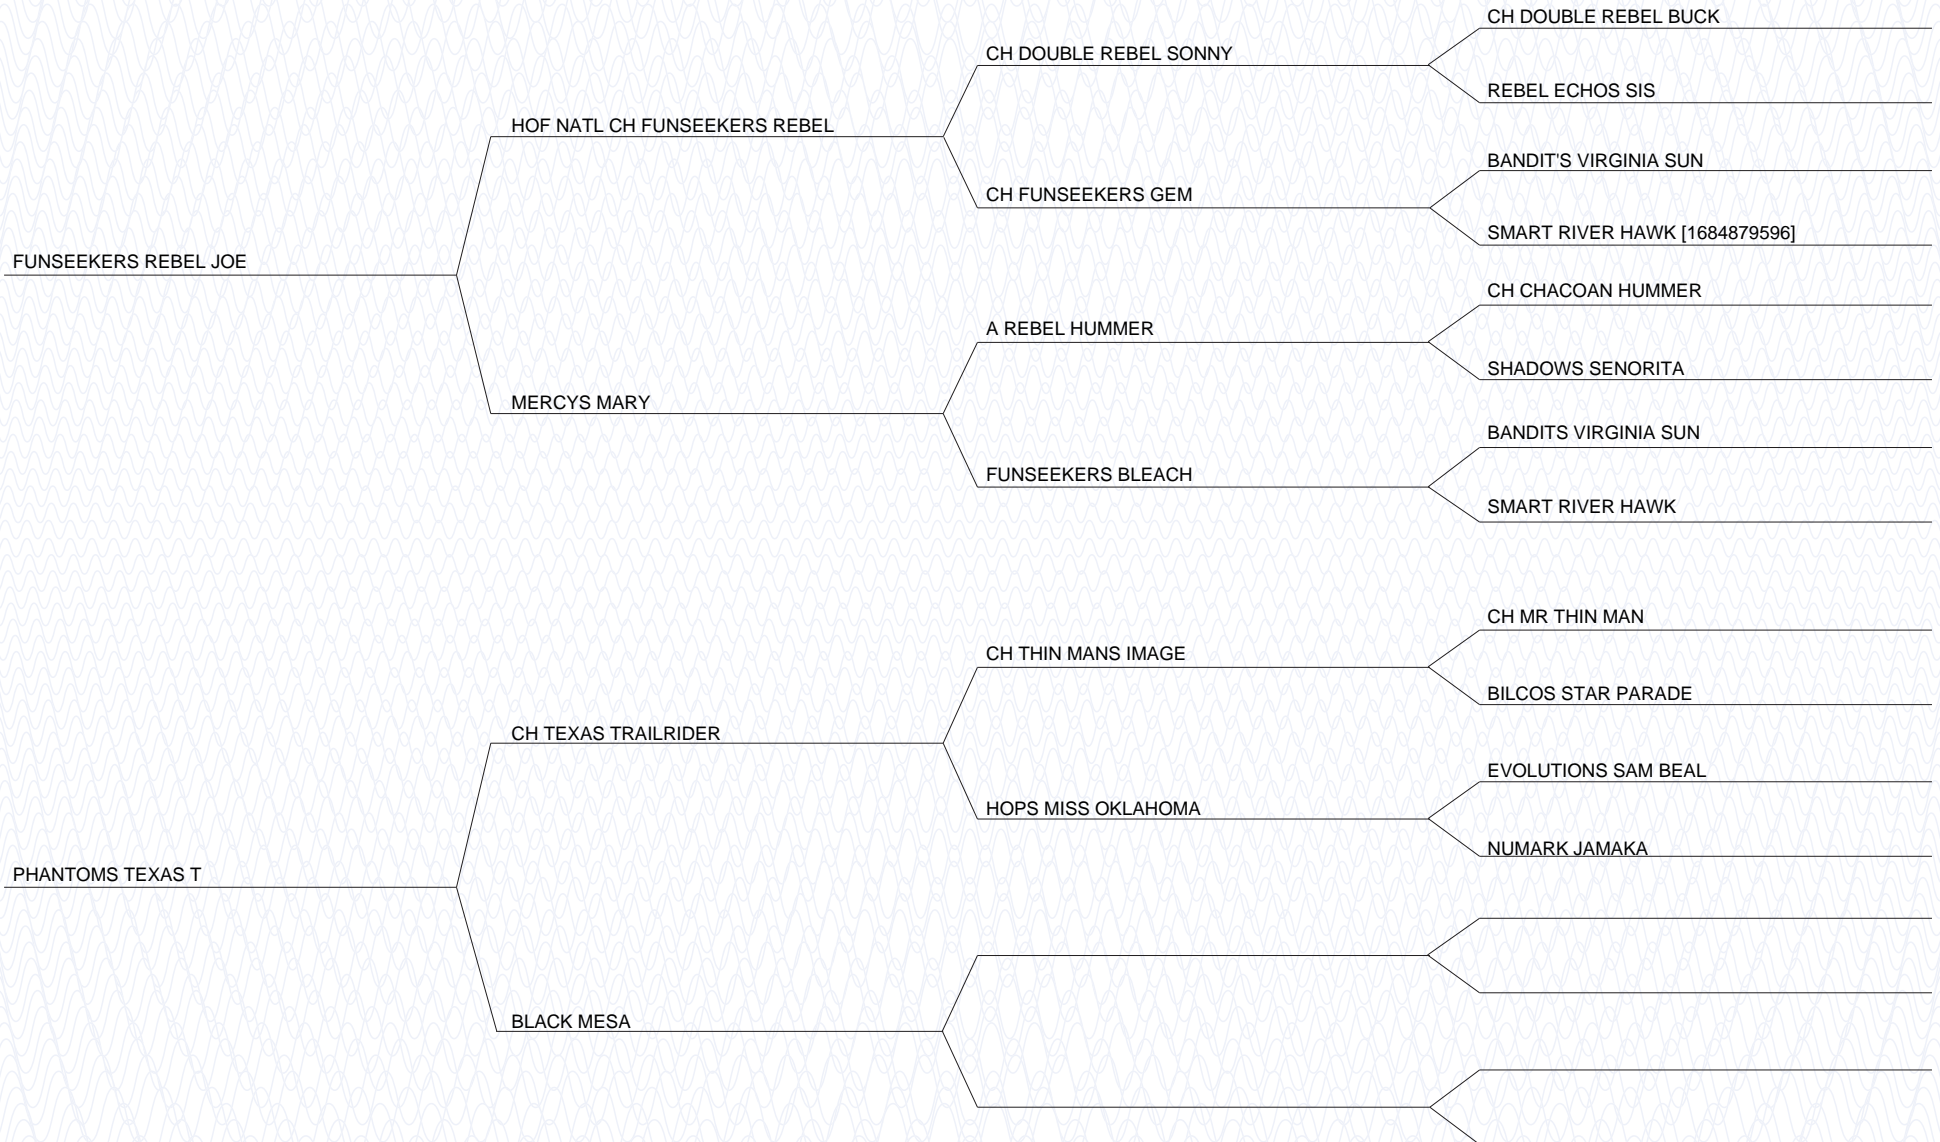 CH DOUBLE REBEL BUCK
CH DOUBLE REBEL SONNY
REBEL ECHOS SIS
HOF NATL CH FUNSEEKERS REBEL
BANDIT'S VIRGINIA SUN
CH FUNSEEKERS GEM
SMART RIVER HAWK [1684879596]
FUNSEEKERS REBEL JOE
CH CHACOAN HUMMER
A REBEL HUMMER
SHADOWS SENORITA
MERCYS MARY
BANDITS VIRGINIA SUN
FUNSEEKERS BLEACH
SMART RIVER HAWK
CH MR THIN MAN
CH THIN MANS IMAGE
BILCOS STAR PARADE
CH TEXAS TRAILRIDER
EVOLUTIONS SAM BEAL
HOPS MISS OKLAHOMA
NUMARK JAMAKA
PHANTOMS TEXAS T
BLACK MESA